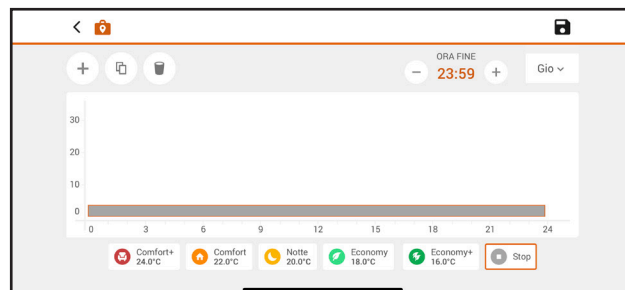 ORA FINE
23:59
Gio
30
20
10
0
0 3 6 9 12 15 18 21 24
Comfort+
24.0°C
Comfort
22.0°C
Notte
20.0°C
Economy
18.0°C
Economy+
16.0°C
Stop